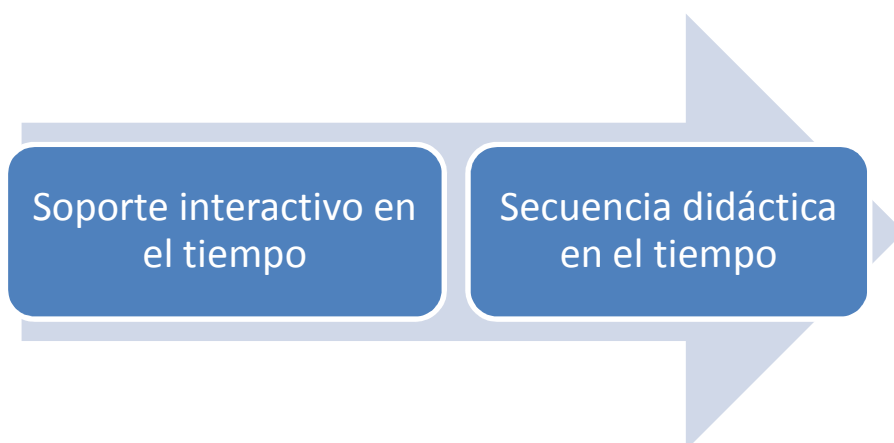 Soporte interactivo en
el tiempo
Secuencia didáctica
en el tiempo